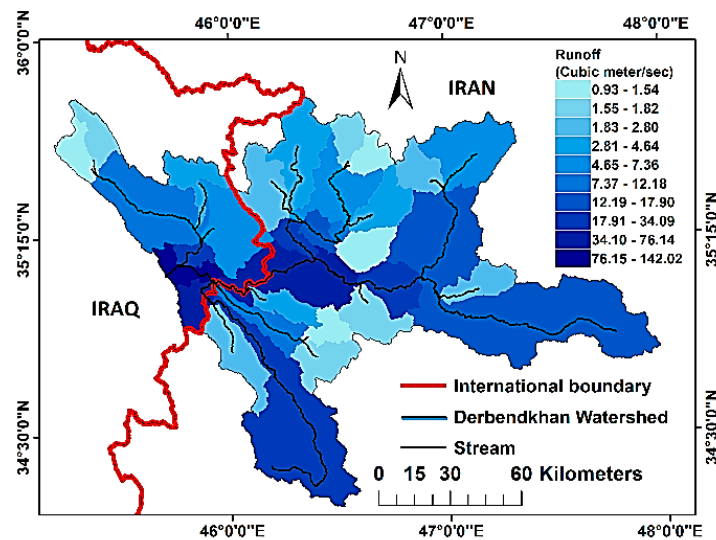 46°0'0"E 47°0'0"E 48°0'0"E
36°0'0"N
35°15'0"N
34°30'0"N
N
IRAN
IRAQ
Runoff
(Cubic meter/sec)
0.93 - 1.54
1.55 - 1.82
1.83 - 2.80
2.81 - 4.64
4.65 - 7.36
7.37 - 12.18
12.19 - 17.90
17.91 - 34.09
34.10 - 76.14
76.15 - 142.02
35°15'0"N
34°30'0"N
International boundary
Derbendkhan Watershed
Stream
0 15 30 60 Kilometers
46°0'0"E 47°0'0"E 48°0'0"E